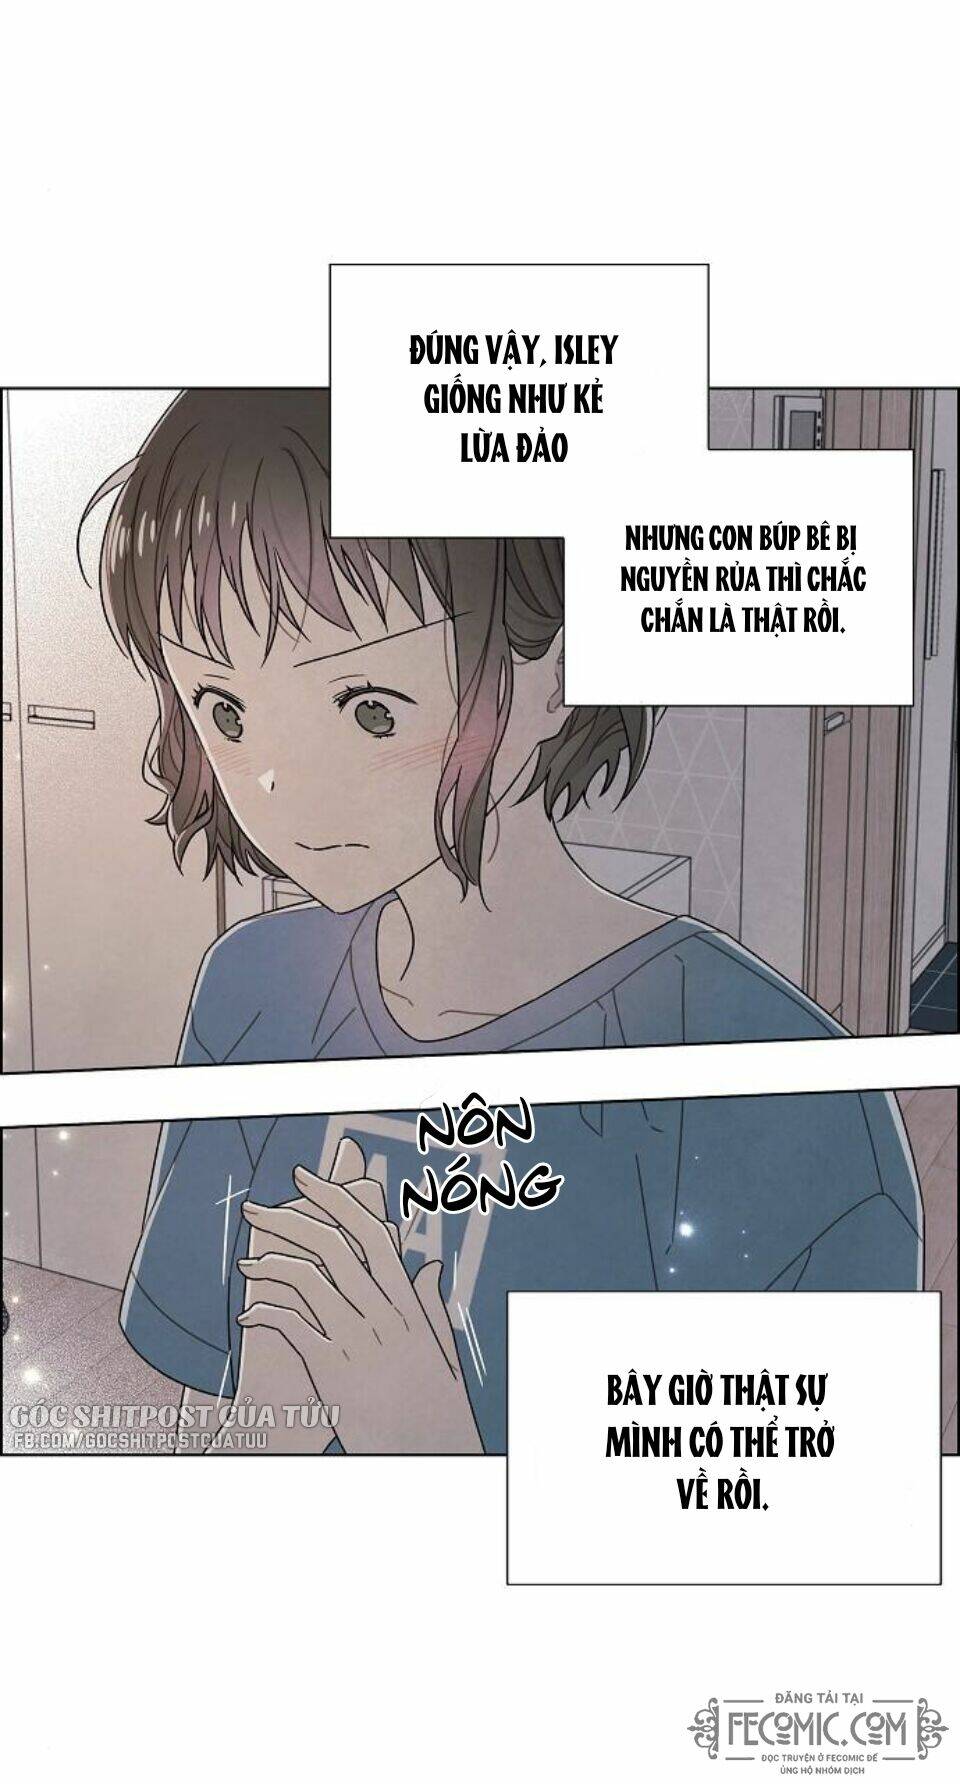 ĐÚNG VẬY, ISLEY
GIỐNG NHƯ KẺ
LỪA ĐẢO
NHƯNG CON BÚP BÊ BỊ
NGUYỀN RỦA THÌ CHẮC
CHẮN LÀ THẬT RỒI.
NÔN
NÓNG
BÂY GIỜ THẬT SỰ
MÌNH CÓ THỂ TRỞ
VỀ RỒI.
GÓC SHITPOST CỦA TỬU
FB.COM/GOCSHITPOSTCUATUU
ĐĂNG TẢI TẠI
FECOMIC.COM
ĐỌC TRUYỆN Ở FECOMIC ĐỂ
ỦNG HỘ NHÓM DỊCH